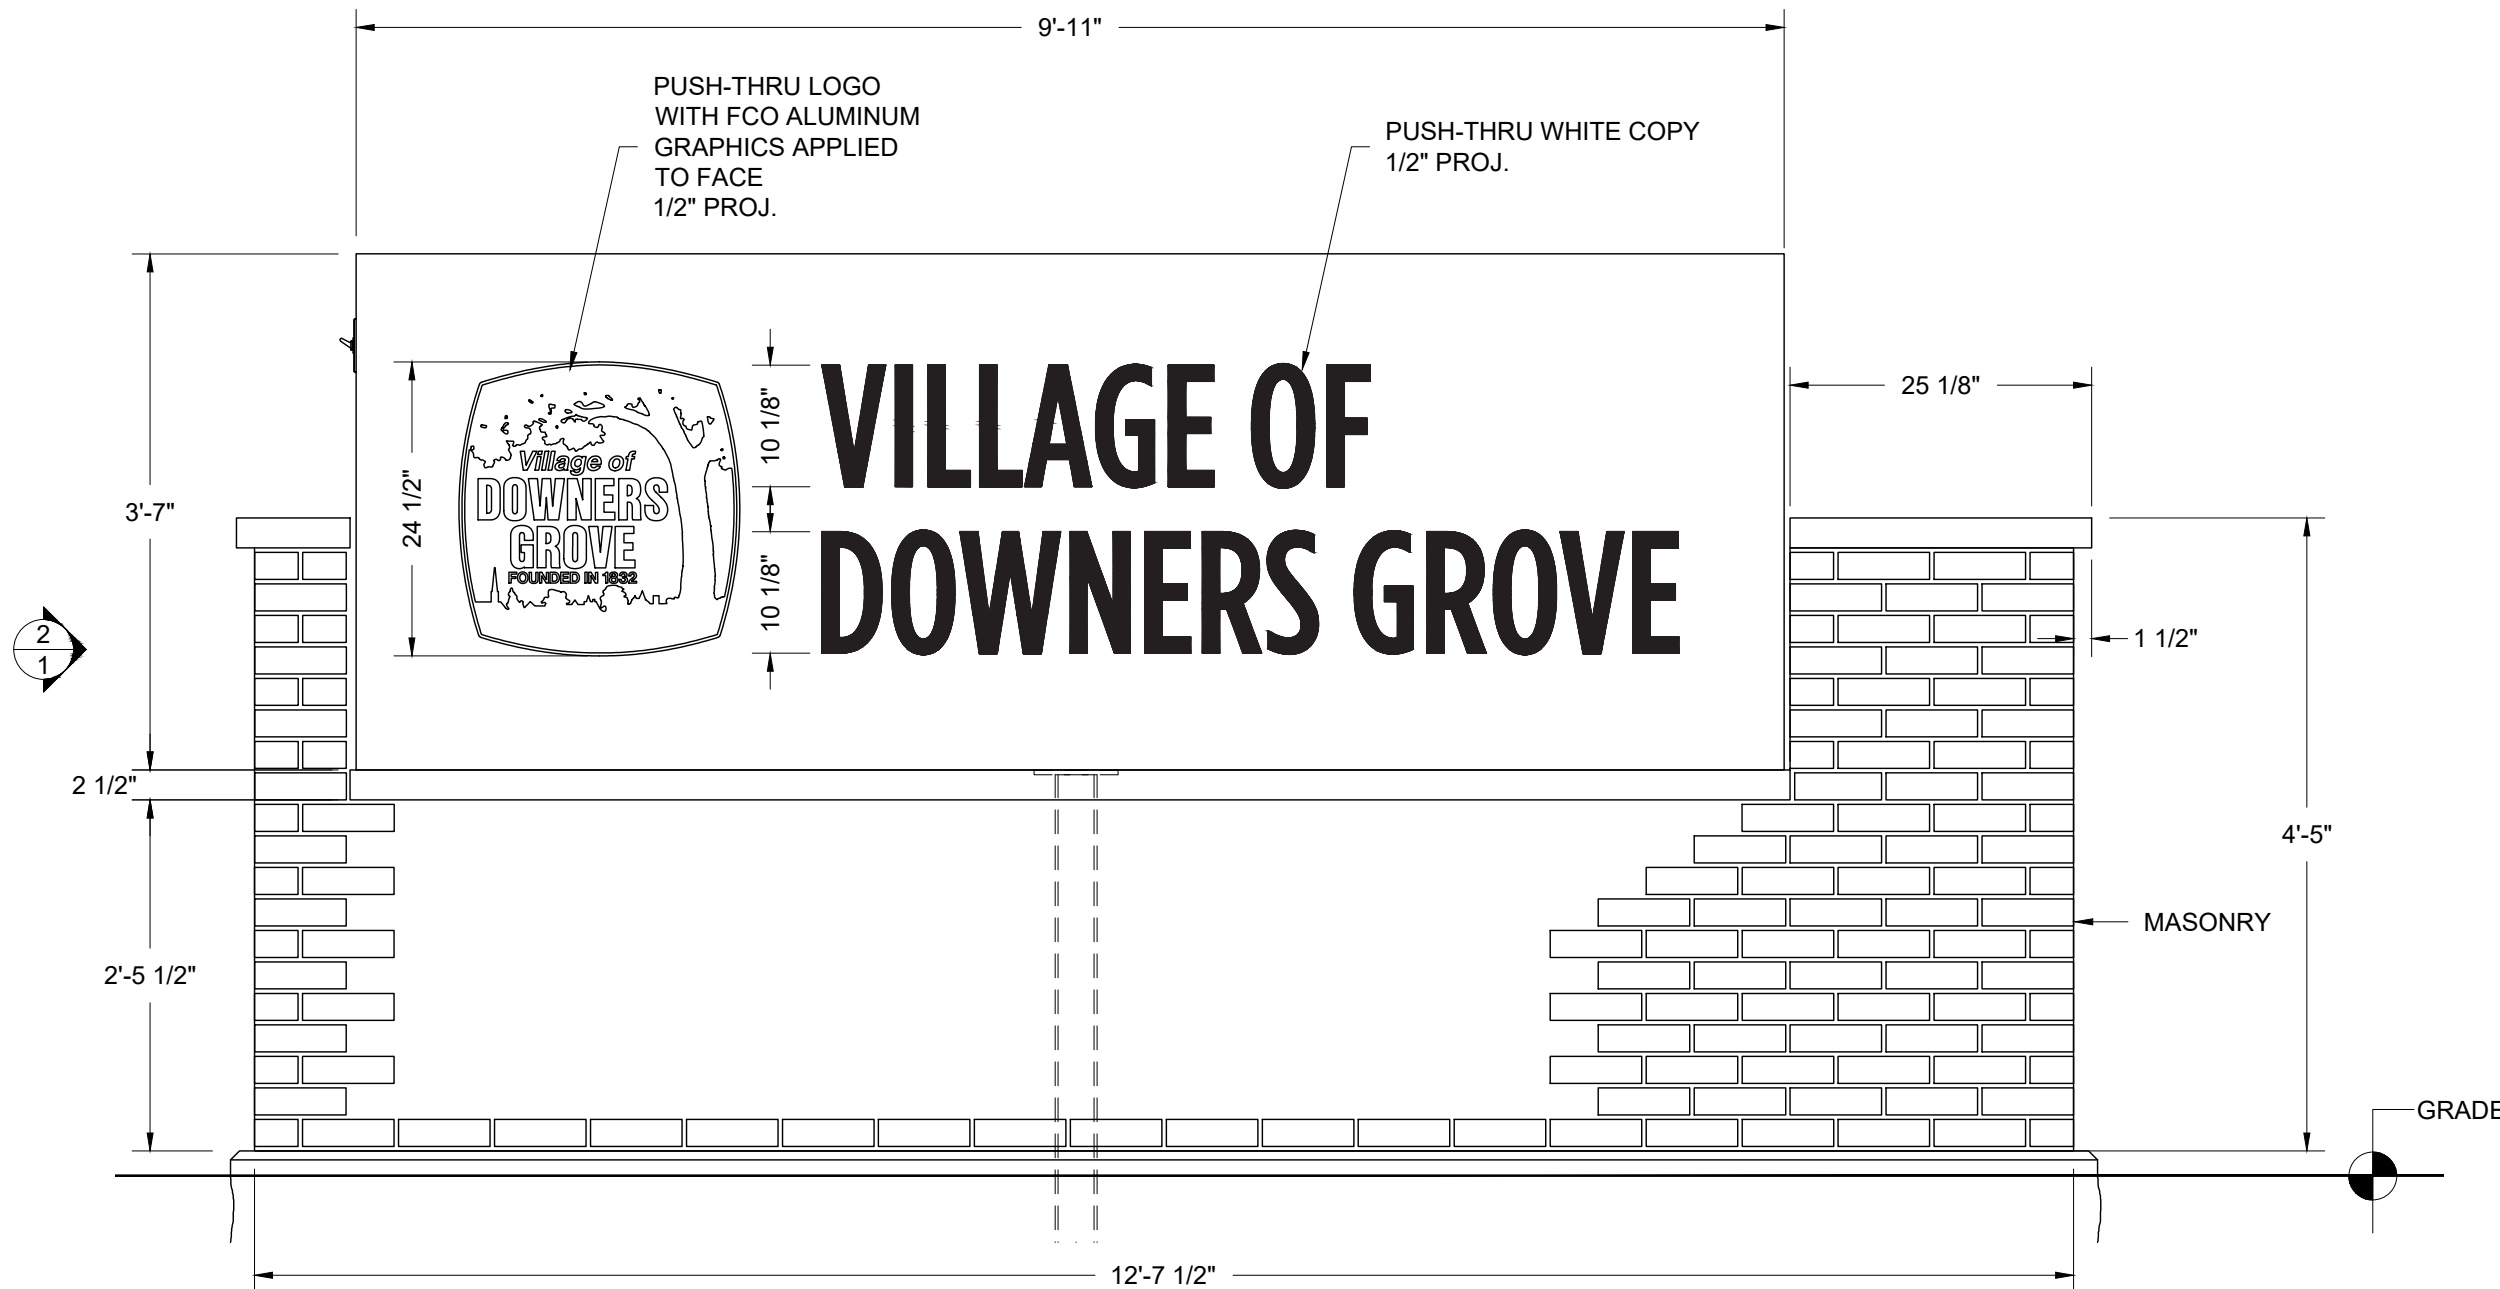 9'-11"
PUSH-THRU LOGO
WITH FCO ALUMINUM
GRAPHICS APPLIED
TO FACE
1/2" PROJ.
PUSH-THRU WHITE COPY
1/2" PROJ.
VILLAGE OF
DOWNERS GROVE
Village of
DOWNERS
GROVE
FOUNDED IN 1832
24 1/2"
10 1/8"
10 1/8"
25 1/8"
3'-7"
2
1
1 1/2"
2 1/2"
4'-5"
MASONRY
2'-5 1/2"
GRADE
12'-7 1/2"